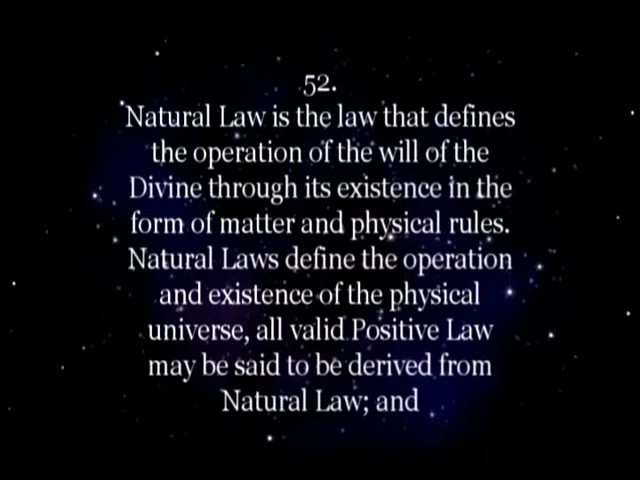 52.
Natural Law is the law that defines
the operation of the will of the
Divine through its existence in the
form of matter and physical rules.
Natural Laws define the operation
and existence of the physical
universe, all valid Positive Law
may be said to be derived from
Natural Law; and